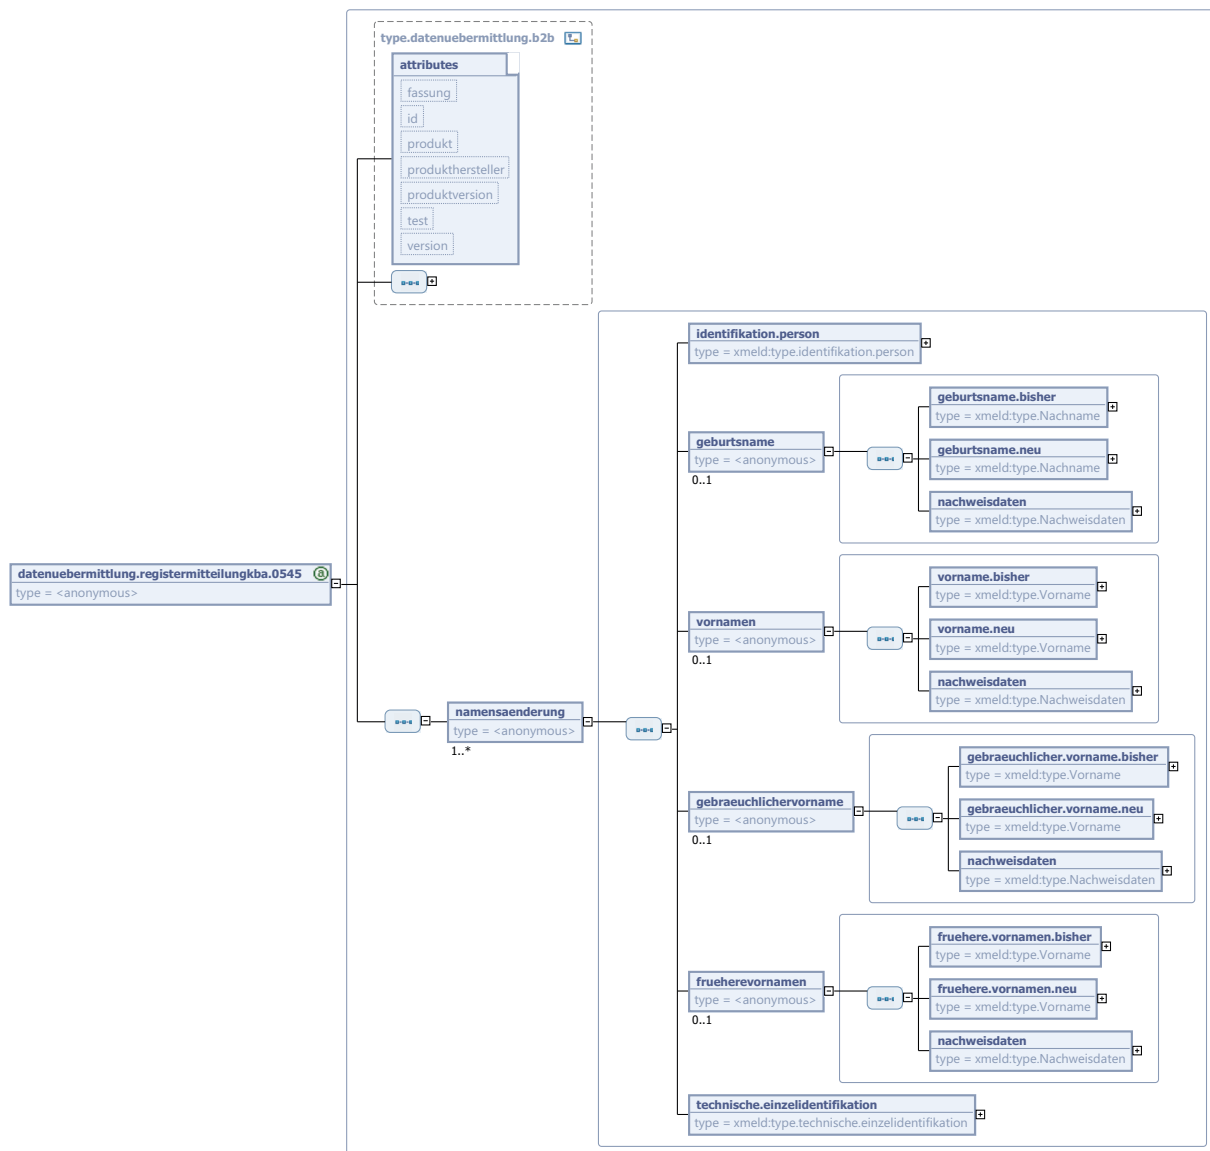 type.datenuebermittlung.b2b
attributes
fassung
id
produkt
produkthersteller
produktversion
test
version
datenuebermittlung.registermitteilungkba.0545
a
type = <anonymous>
namensaenderung
type = <anonymous>
1..*
identifikation.person
type = xmeld:type.identifikation.person
geburtsname
type = <anonymous>
0..1
geburtsname.bisher
type = xmeld:type.Nachname
geburtsname.neu
type = xmeld:type.Nachname
nachweisdaten
type = xmeld:type.Nachweisdaten
vornamen
type = <anonymous>
0..1
vorname.bisher
type = xmeld:type.Vorname
vorname.neu
type = xmeld:type.Vorname
nachweisdaten
type = xmeld:type.Nachweisdaten
gebraeuchlichervorname
type = <anonymous>
0..1
gebraeuchlicher.vorname.bisher
type = xmeld:type.Vorname
gebraeuchlicher.vorname.neu
type = xmeld:type.Vorname
nachweisdaten
type = xmeld:type.Nachweisdaten
frueherevornamen
type = <anonymous>
0..1
fruehere.vornamen.bisher
type = xmeld:type.Vorname
fruehere.vornamen.neu
type = xmeld:type.Vorname
nachweisdaten
type = xmeld:type.Nachweisdaten
technische.einzelidentifikation
type = xmeld:type.technische.einzelidentifikation